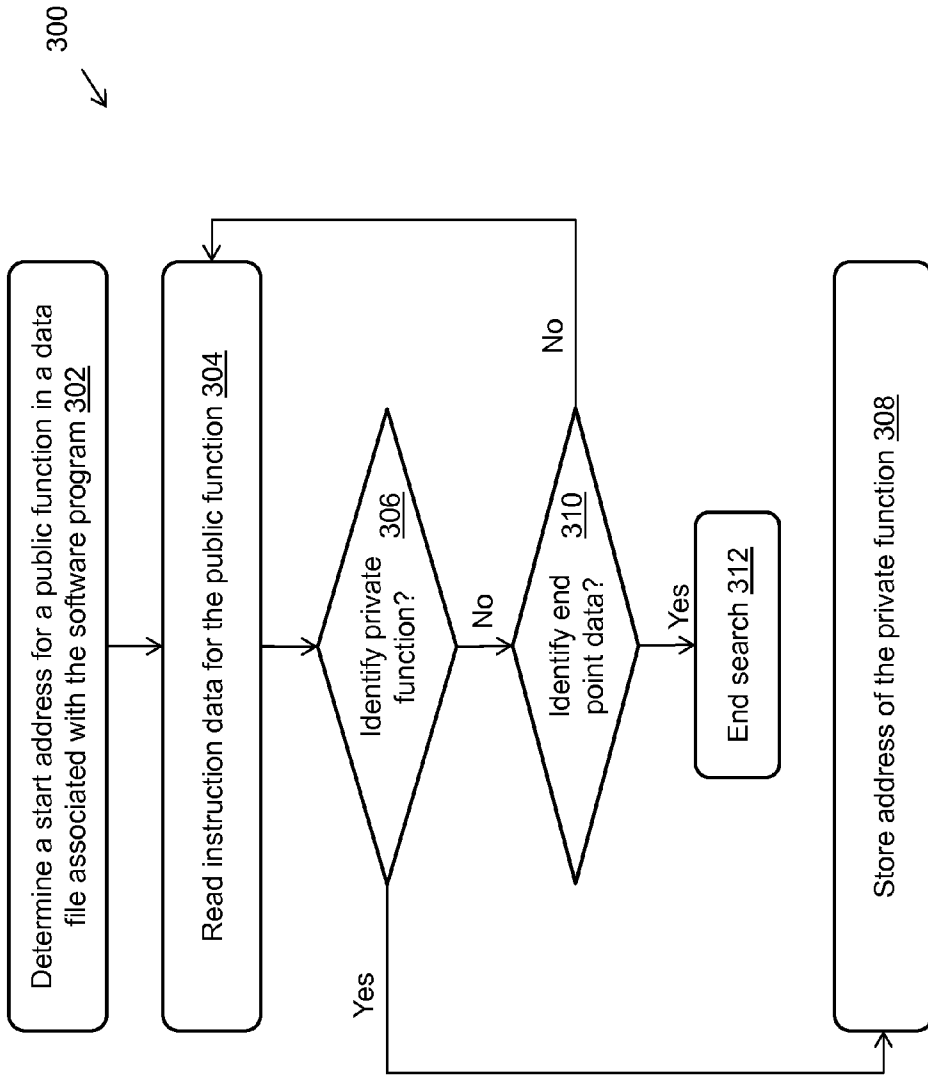 300
Determine a start address for a public function in a data
file associated with the software program 302
Read instruction data for the public function 304
Identify private
function?
306
Yes
No
Identify end
point data?
310
No
Yes
End search 312
Store address of the private function 308